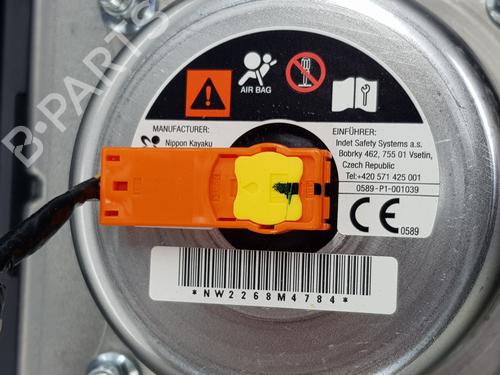 B-PARTS
AIR BAG
MANUFACTURER:
Nippon Kayaku
EINFÜHRER:
Indet Safety Systems a.s.
Bobrky 462, 755 01 Vsetin,
Czech Republic
Tel:+420 571 425 001
0589-P1-001039
CE
0589
*NW2268M4784*